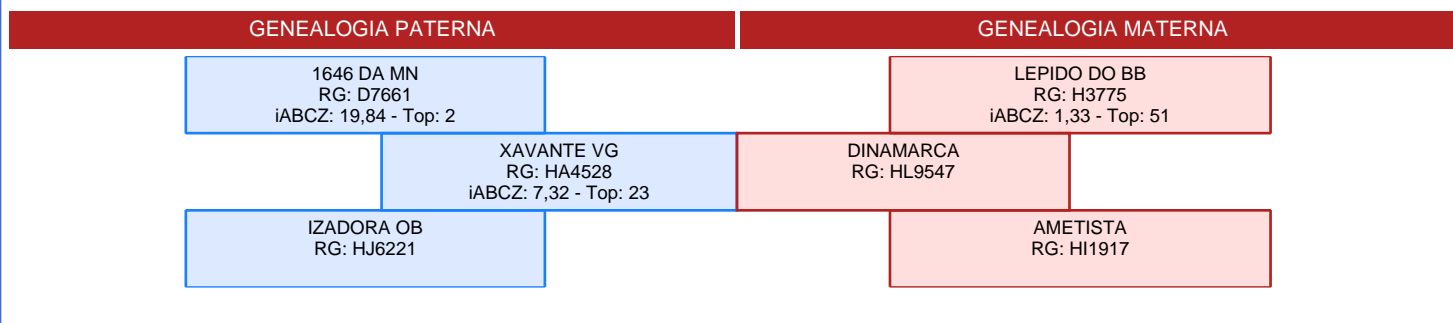 GENEALOGIA PATERNA
GENEALOGIA MATERNA
1646 DA MN
RG: D7661
iABCZ: 19,84 - Top: 2
LEPIDO DO BB
RG: H3775
iABCZ: 1,33 - Top: 51
XAVANTE VG
RG: HA4528
iABCZ: 7,32 - Top: 23
DINAMARCA
RG: HL9547
IZADORA OB
RG: HJ6221
AMETISTA
RG: HI1917